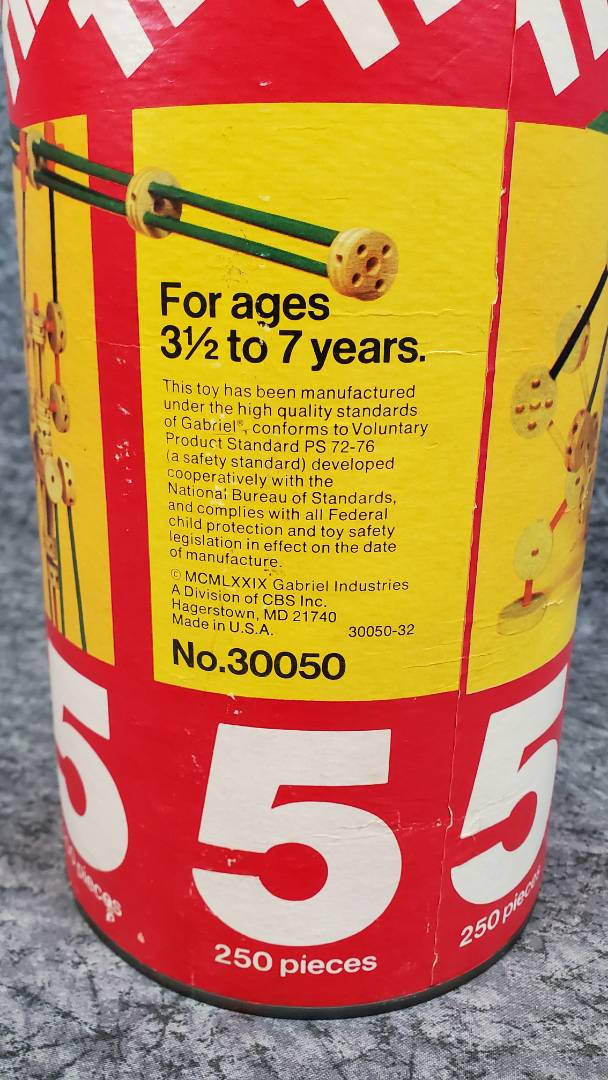 For ages
3½ to 7 years.
This toy has been manufactured
under the high quality standards
of Gabriel®, conforms to Voluntary
Product Standard PS 72-76
(a safety standard) developed
cooperatively with the
National Bureau of Standards,
and complies with all Federal
child protection and toy safety
legislation in effect on the date
of manufacture.
© MCMLXXIX Gabriel Industries
A Division of CBS Inc.
Hagerstown, MD 21740
Made in U.S.A. 30050-32
No.30050
5 5 5
pieces 250 pieces 250 pieces